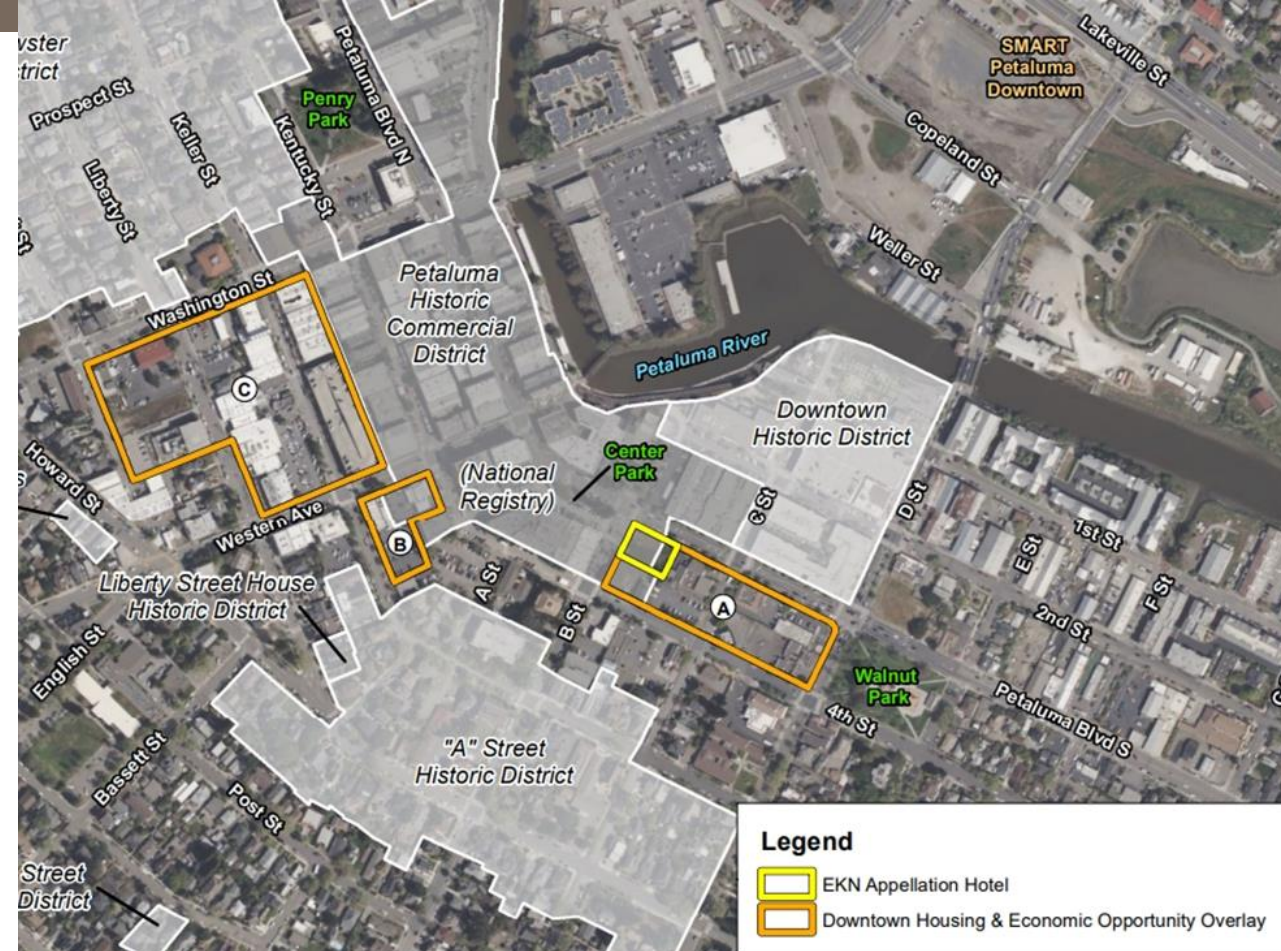 wster
trict
Prospect St
Keller St
Liberty St
Kentucky St
Penry
Park
Petaluma Blvd N
SMART
Petaluma
Downtown
Lakeville St
Copeland St
Weller St
Washington St
Petaluma
Historic
Commercial
District
Petaluma River
C
Downtown
Historic District
Center
Park
(National
Registry)
Howard St
s
Western Ave
B
C St
D St
1st St
E St
F St
2nd St
Liberty Street House
Historic District
A St
B St
A
English St
Walnut
Park
4th St
Petaluma Blvd S
"A" Street
Historic District
Bassett St
Post St
Street
District
Legend
EKN Appellation Hotel
Downtown Housing & Economic Opportunity Overlay